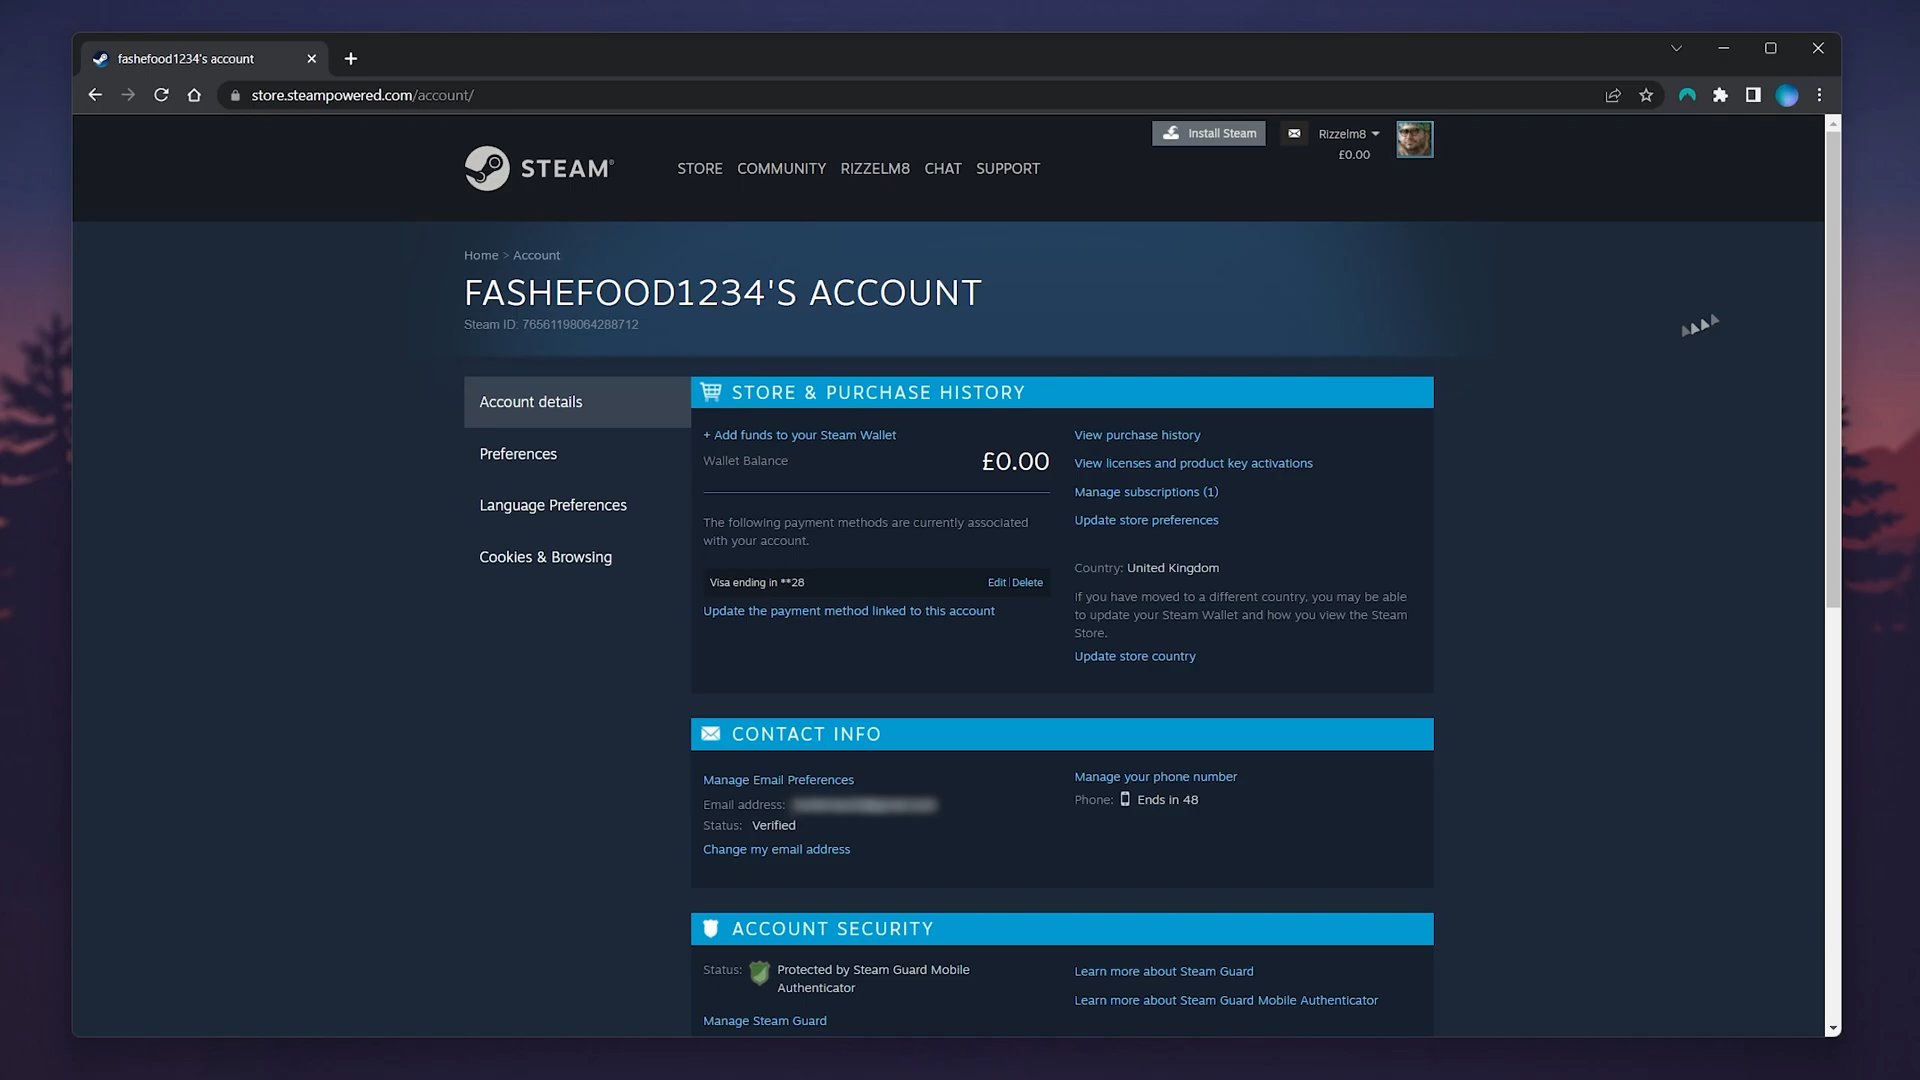 fashefood1234's account
store.steampowered.com/account/
Install Steam
Rizzelm8
£0.00
STEAM®
STORE COMMUNITY RIZZELM8 CHAT SUPPORT
Home > Account
FASHEFOOD1234'S ACCOUNT
Steam ID: 76561198064288712
Account details
Preferences
Language Preferences
Cookies & Browsing
STORE & PURCHASE HISTORY
+ Add funds to your Steam Wallet
Wallet Balance £0.00
The following payment methods are currently associated
with your account.
Visa ending in **28 Edit | Delete
Update the payment method linked to this account
View purchase history
View licenses and product key activations
Manage subscriptions (1)
Update store preferences
Country: United Kingdom
If you have moved to a different country, you may be able
to update your Steam Wallet and how you view the Steam
Store.
Update store country
CONTACT INFO
Manage Email Preferences
Email address:
Status: Verified
Change my email address
Manage your phone number
Phone: Ends in 48
ACCOUNT SECURITY
Status: Protected by Steam Guard Mobile
Authenticator
Manage Steam Guard
Learn more about Steam Guard
Learn more about Steam Guard Mobile Authenticator